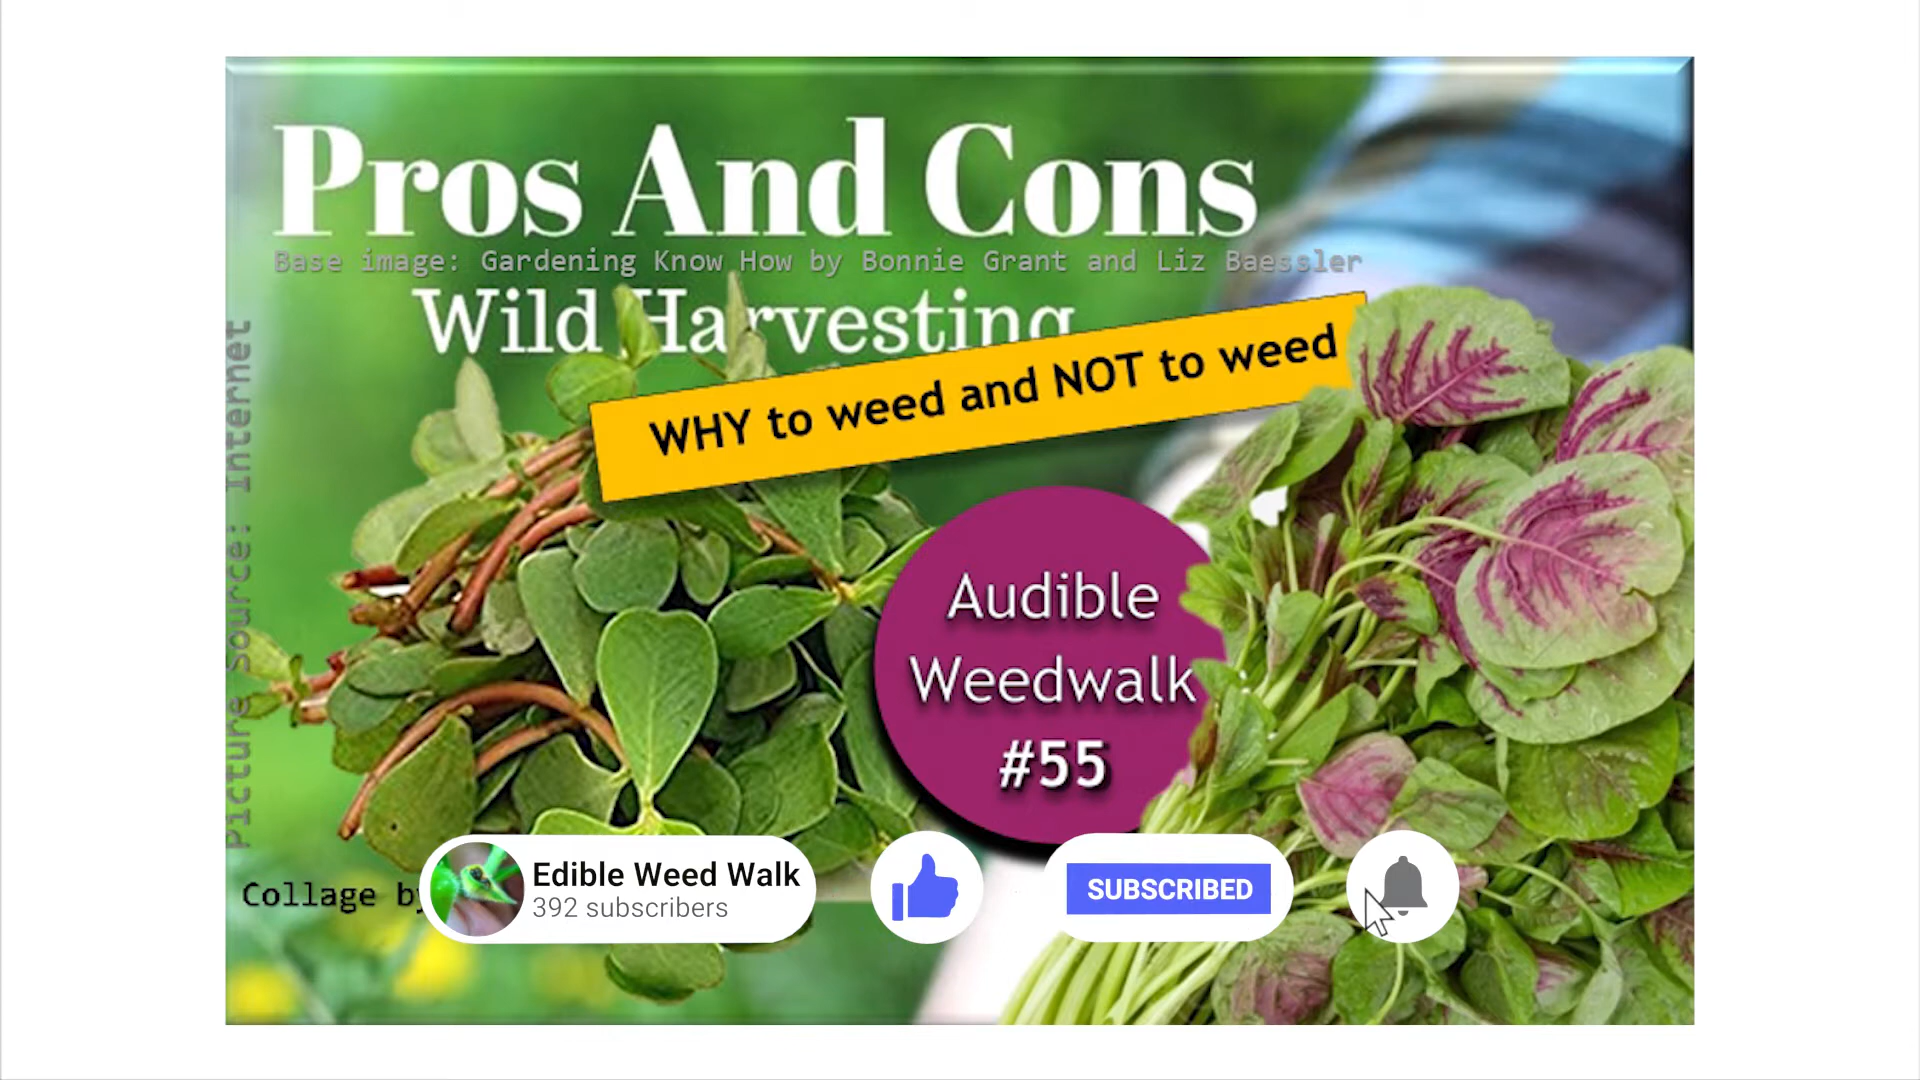 Pros And Cons
Base image: Gardening Know How by Bonnie Grant and Liz Baessler
Wild Harvesting
WHY to weed and NOT to weed
Picture Source: Internet
Audible
Weedwalk
#55
Collage by
Edible Weed Walk
392 subscribers
SUBSCRIBED